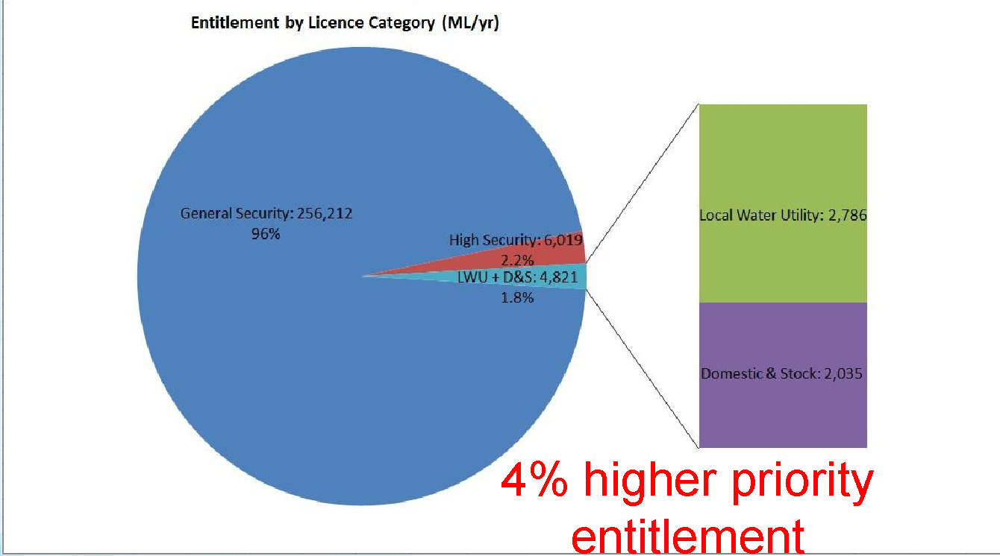 Entitlement by Licence Category (ML/yr)
General Security: 256,212
96%
High Security: 6,019
2.2%
LWU + D&S: 4,821
1.8%
Local Water Utility: 2,786
Domestic & Stock: 2,035
4% higher priority
entitlement